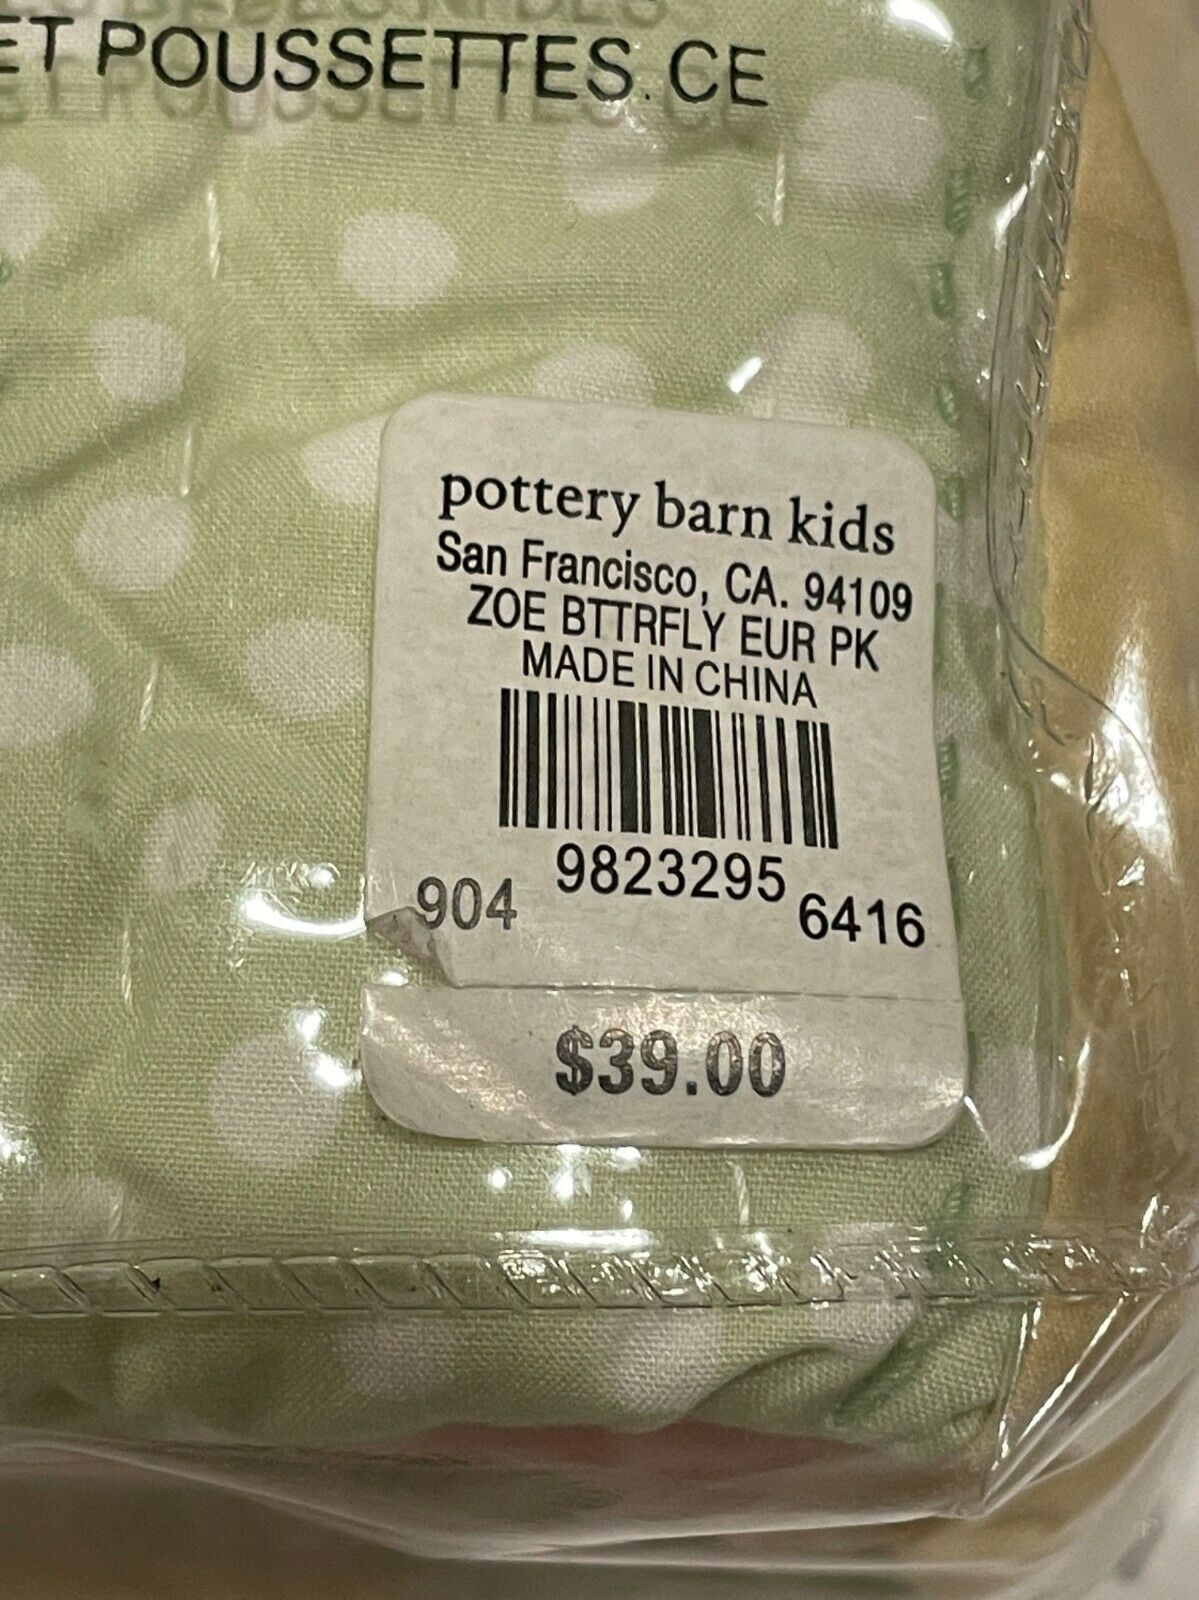 ET POUSSETTES. CE
pottery barn kids
San Francisco, CA. 94109
ZOE BTTRFLY EUR PK
MADE IN CHINA
9823295
904 6416
$39.00